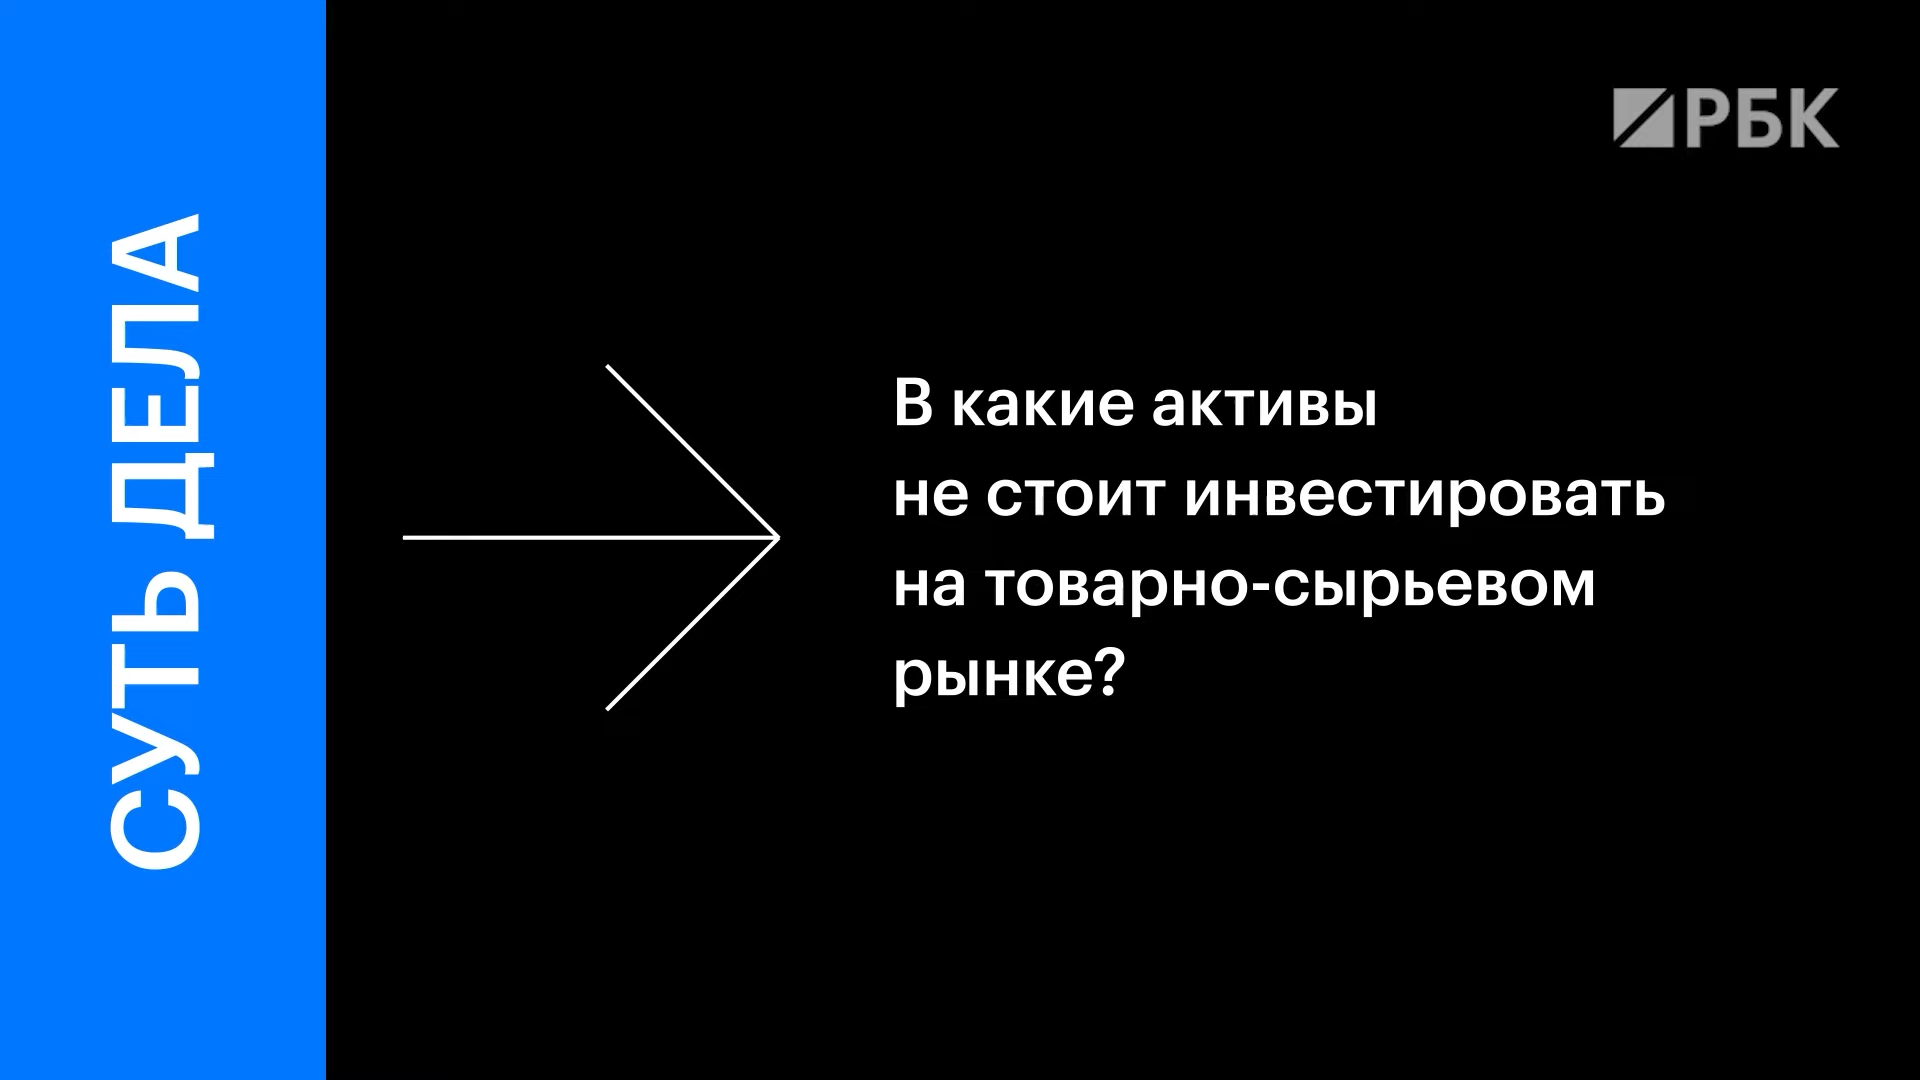 СУТЬ ДЕЛА
РБК
В какие активы
не стоит инвестировать
на товарно-сырьевом
рынке?